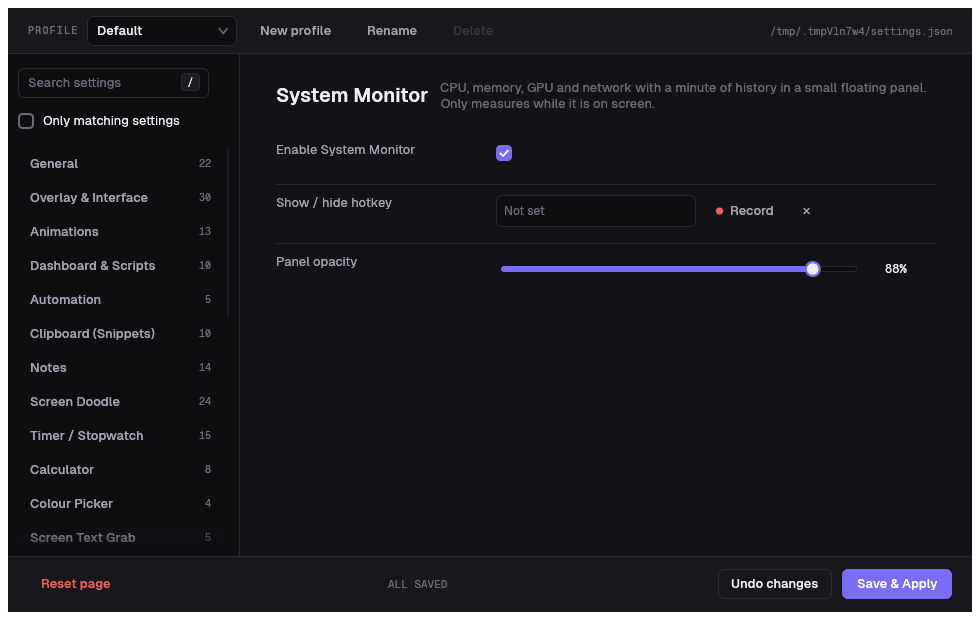 PROFILE Default New profile Rename Delete /tmp/.tmpVln7w4/settings.json
Search settings /
Only matching settings
General 22
Overlay & Interface 30
Animations 13
Dashboard & Scripts 10
Automation 5
Clipboard (Snippets) 10
Notes 14
Screen Doodle 24
Timer / Stopwatch 15
Calculator 8
Colour Picker 4
Screen Text Grab 5
System Monitor
CPU, memory, GPU and network with a minute of history in a small floating panel.
Only measures while it is on screen.
Enable System Monitor
Show / hide hotkey Not set Record ×
Panel opacity 88%
Reset page ALL SAVED Undo changes Save & Apply